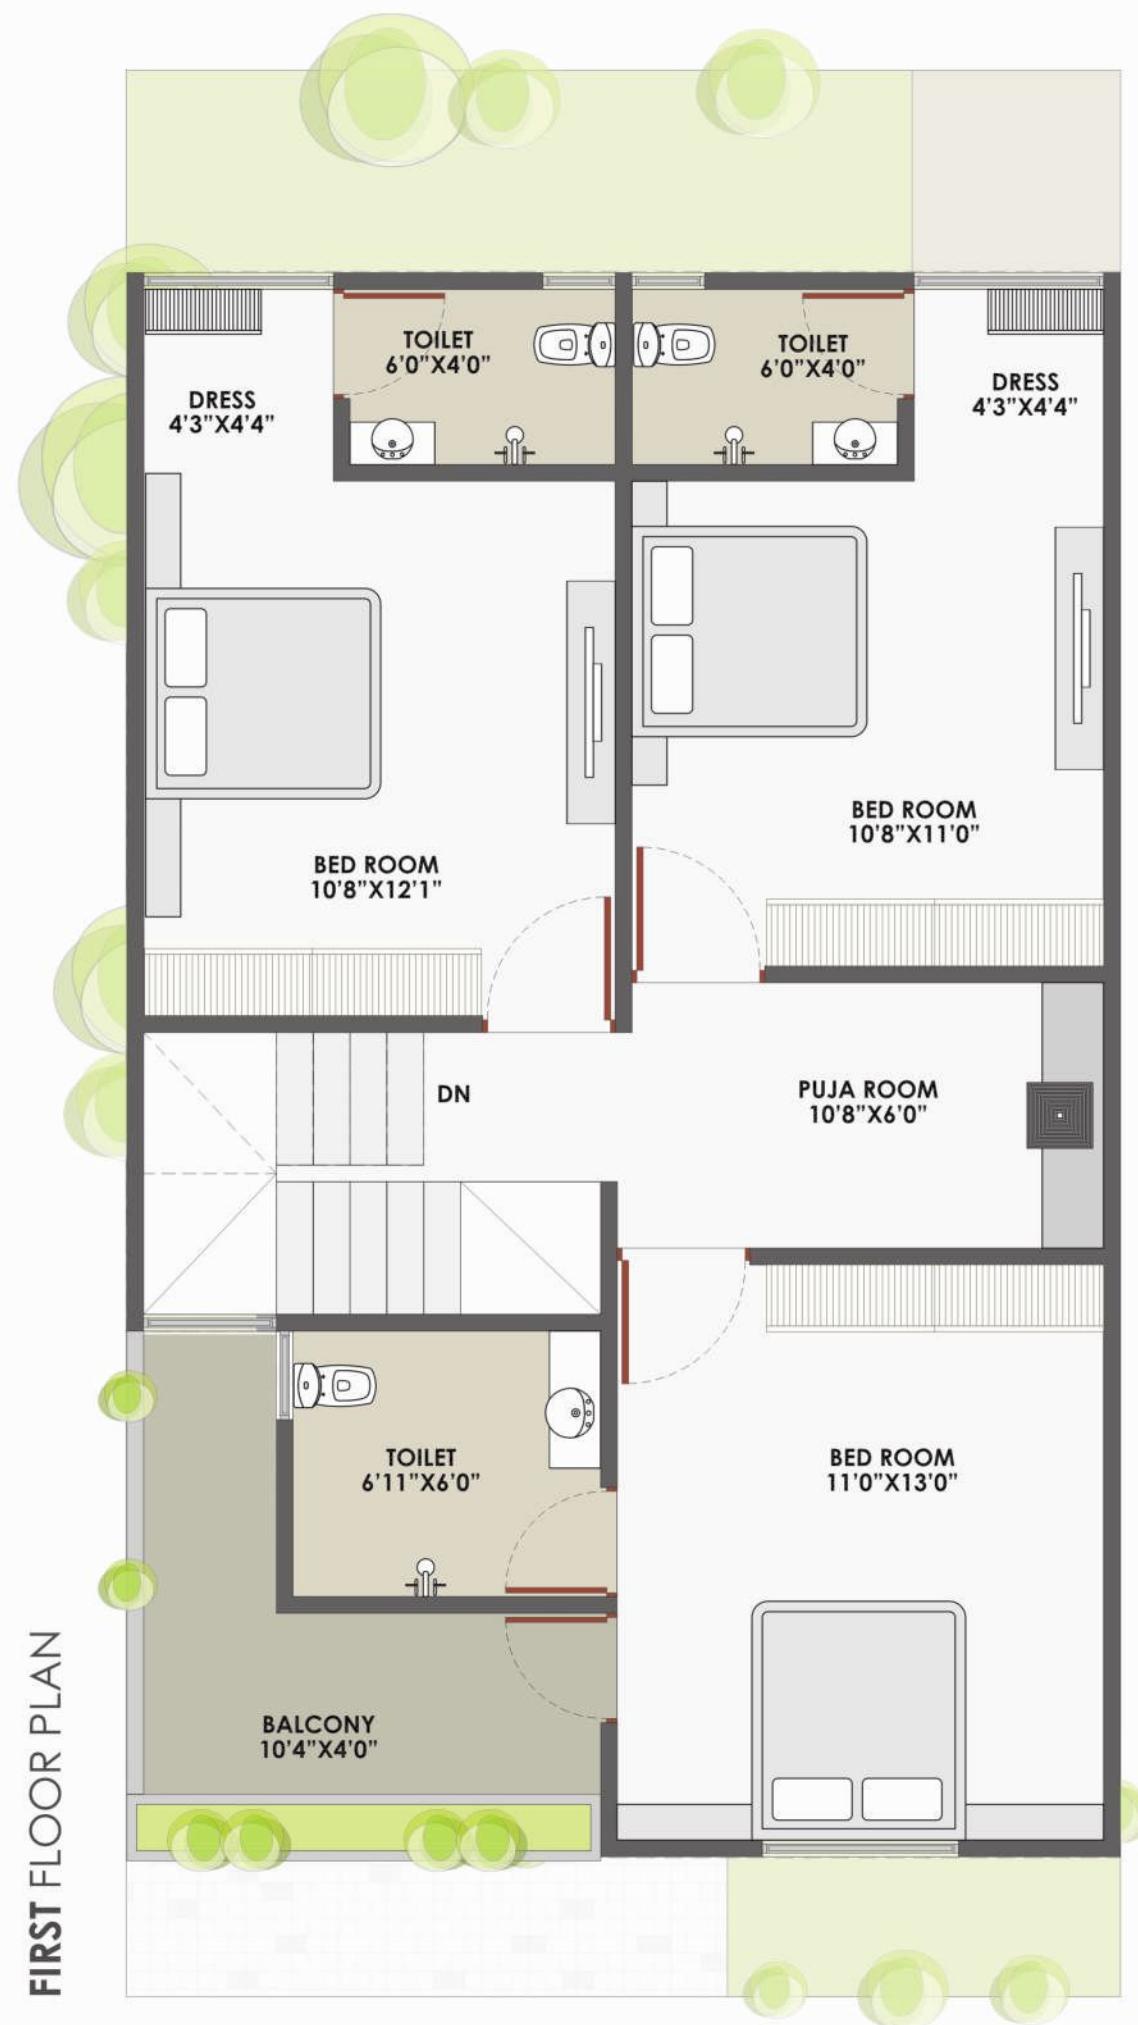 TOILET
6'0"X4'0"
TOILET
6'0"X4'0"
DRESS
4'3"X4'4"
DRESS
4'3"X4'4"
BED ROOM
10'8"X11'0"
BED ROOM
10'8"X12'1"
DN
PUJA ROOM
10'8"X6'0"
TOILET
6'11"X6'0"
BED ROOM
11'0"X13'0"
BALCONY
10'4"X4'0"
FIRST FLOOR PLAN